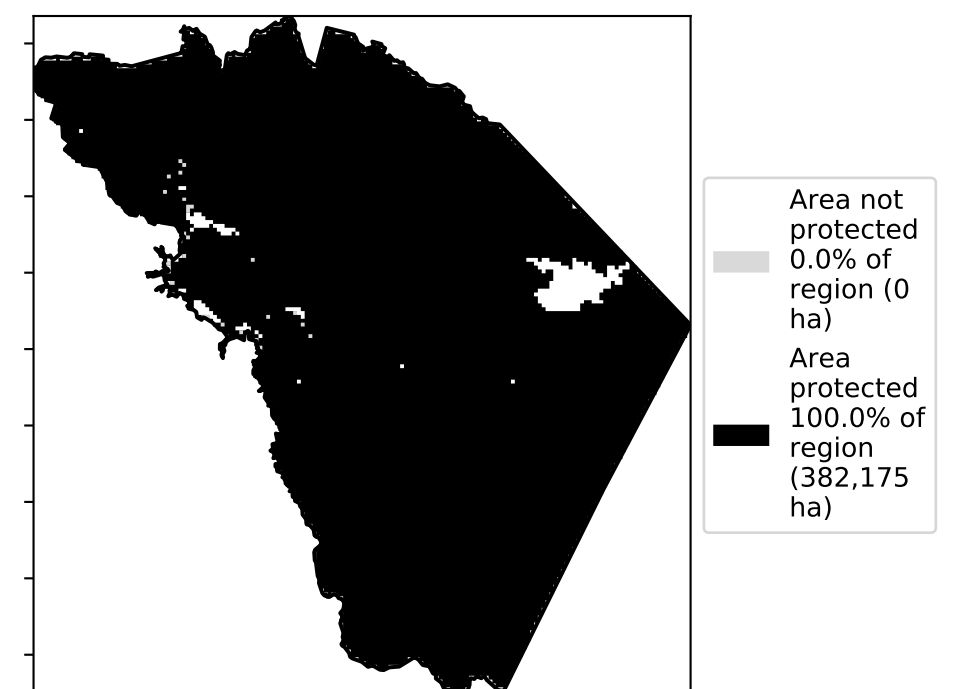 Area not
protected
0.0% of
region (0
ha)
Area
protected
100.0% of
region
(382,175
ha)